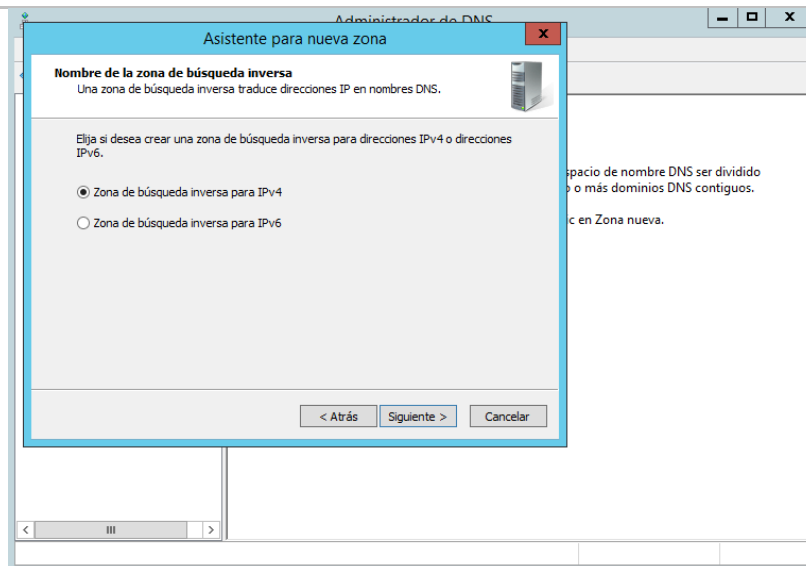 Administrador de DNS
Asistente para nueva zona
Nombre de la zona de búsqueda inversa
Una zona de búsqueda inversa traduce direcciones IP en nombres DNS.
Elija si desea crear una zona de búsqueda inversa para direcciones IPv4 o direcciones
IPv6.
Zona de búsqueda inversa para IPv4
Zona de búsqueda inversa para IPv6
< Atrás
Siguiente >
Cancelar
spacio de nombre DNS ser dividido
o más dominios DNS contiguos.
en Zona nueva.